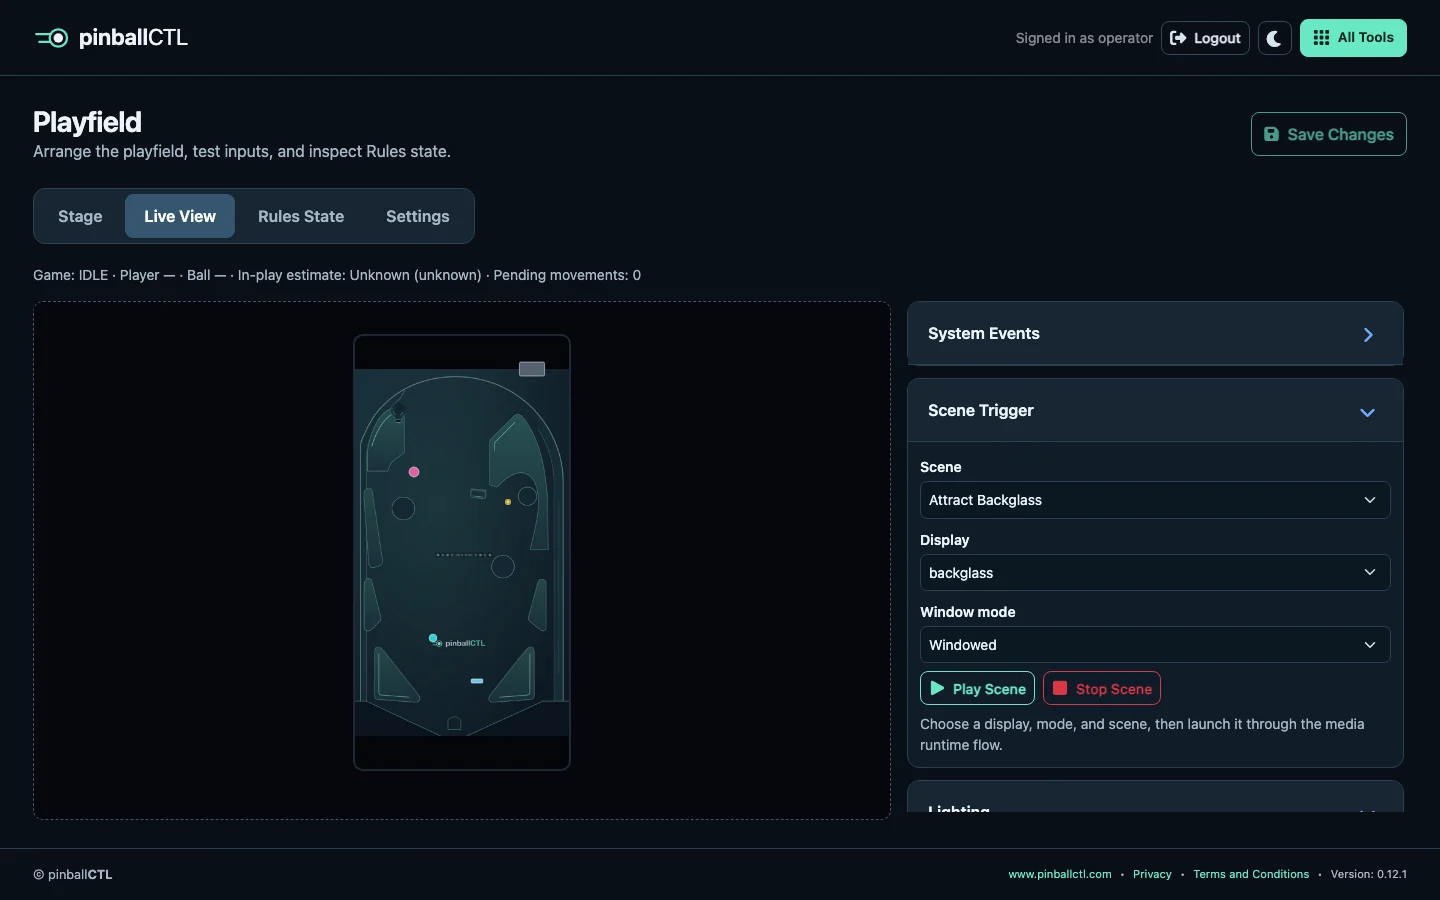 pinballCTL
Signed in as operator
Logout
All Tools
Playfield
Arrange the playfield, test inputs, and inspect Rules state.
Save Changes
Stage
Live View
Rules State
Settings
Game: IDLE · Player — · Ball — · In-play estimate: Unknown (unknown) · Pending movements: 0
pinballCTL
System Events
Scene Trigger
Scene
Attract Backglass
Display
backglass
Window mode
Windowed
Play Scene
Stop Scene
Choose a display, mode, and scene, then launch it through the media
runtime flow.
Lighting
© pinballCTL
www.pinballctl.com • Privacy • Terms and Conditions • Version: 0.12.1